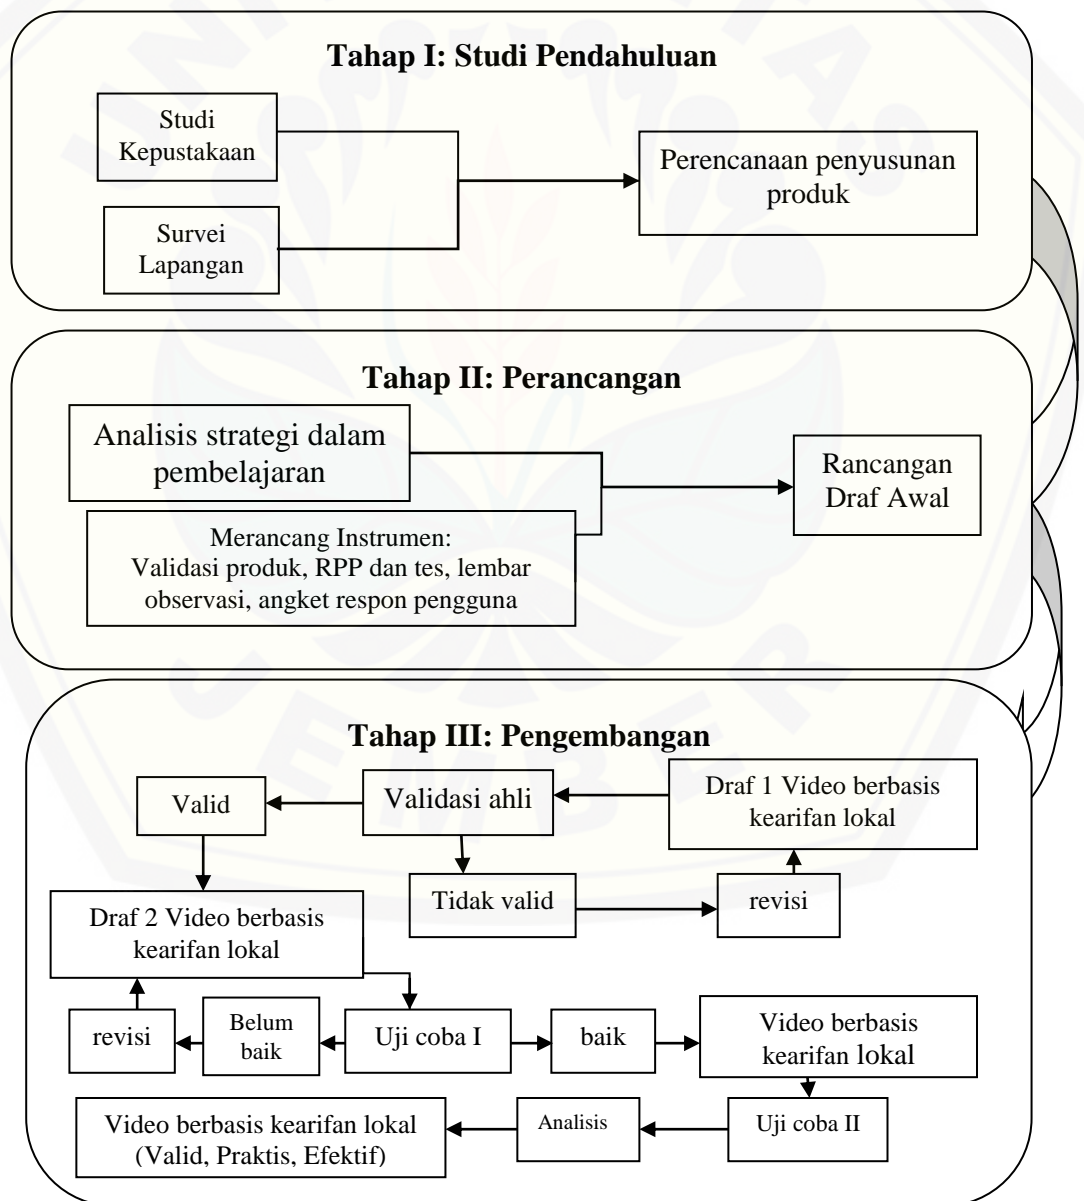 Tahap I: Studi Pendahuluan
Studi
Kepustakaan
Perencanaan penyusunan
produk
Survei
Lapangan
Tahap II: Perancangan
Analisis strategi dalam
pembelajaran
Rancangan
Draf Awal
Merancang Instrumen:
Validasi produk, RPP dan tes, lembar
observasi, angket respon pengguna
Tahap III: Pengembangan
Valid
Validasi ahli
Draf 1 Video berbasis
kearifan lokal
Tidak valid
revisi
Draf 2 Video berbasis
kearifan lokal
revisi
Belum
baik
Uji coba I
baik
Video berbasis
kearifan lokal
Video berbasis kearifan lokal
(Valid, Praktis, Efektif)
Analisis
Uji coba II
JEMBER